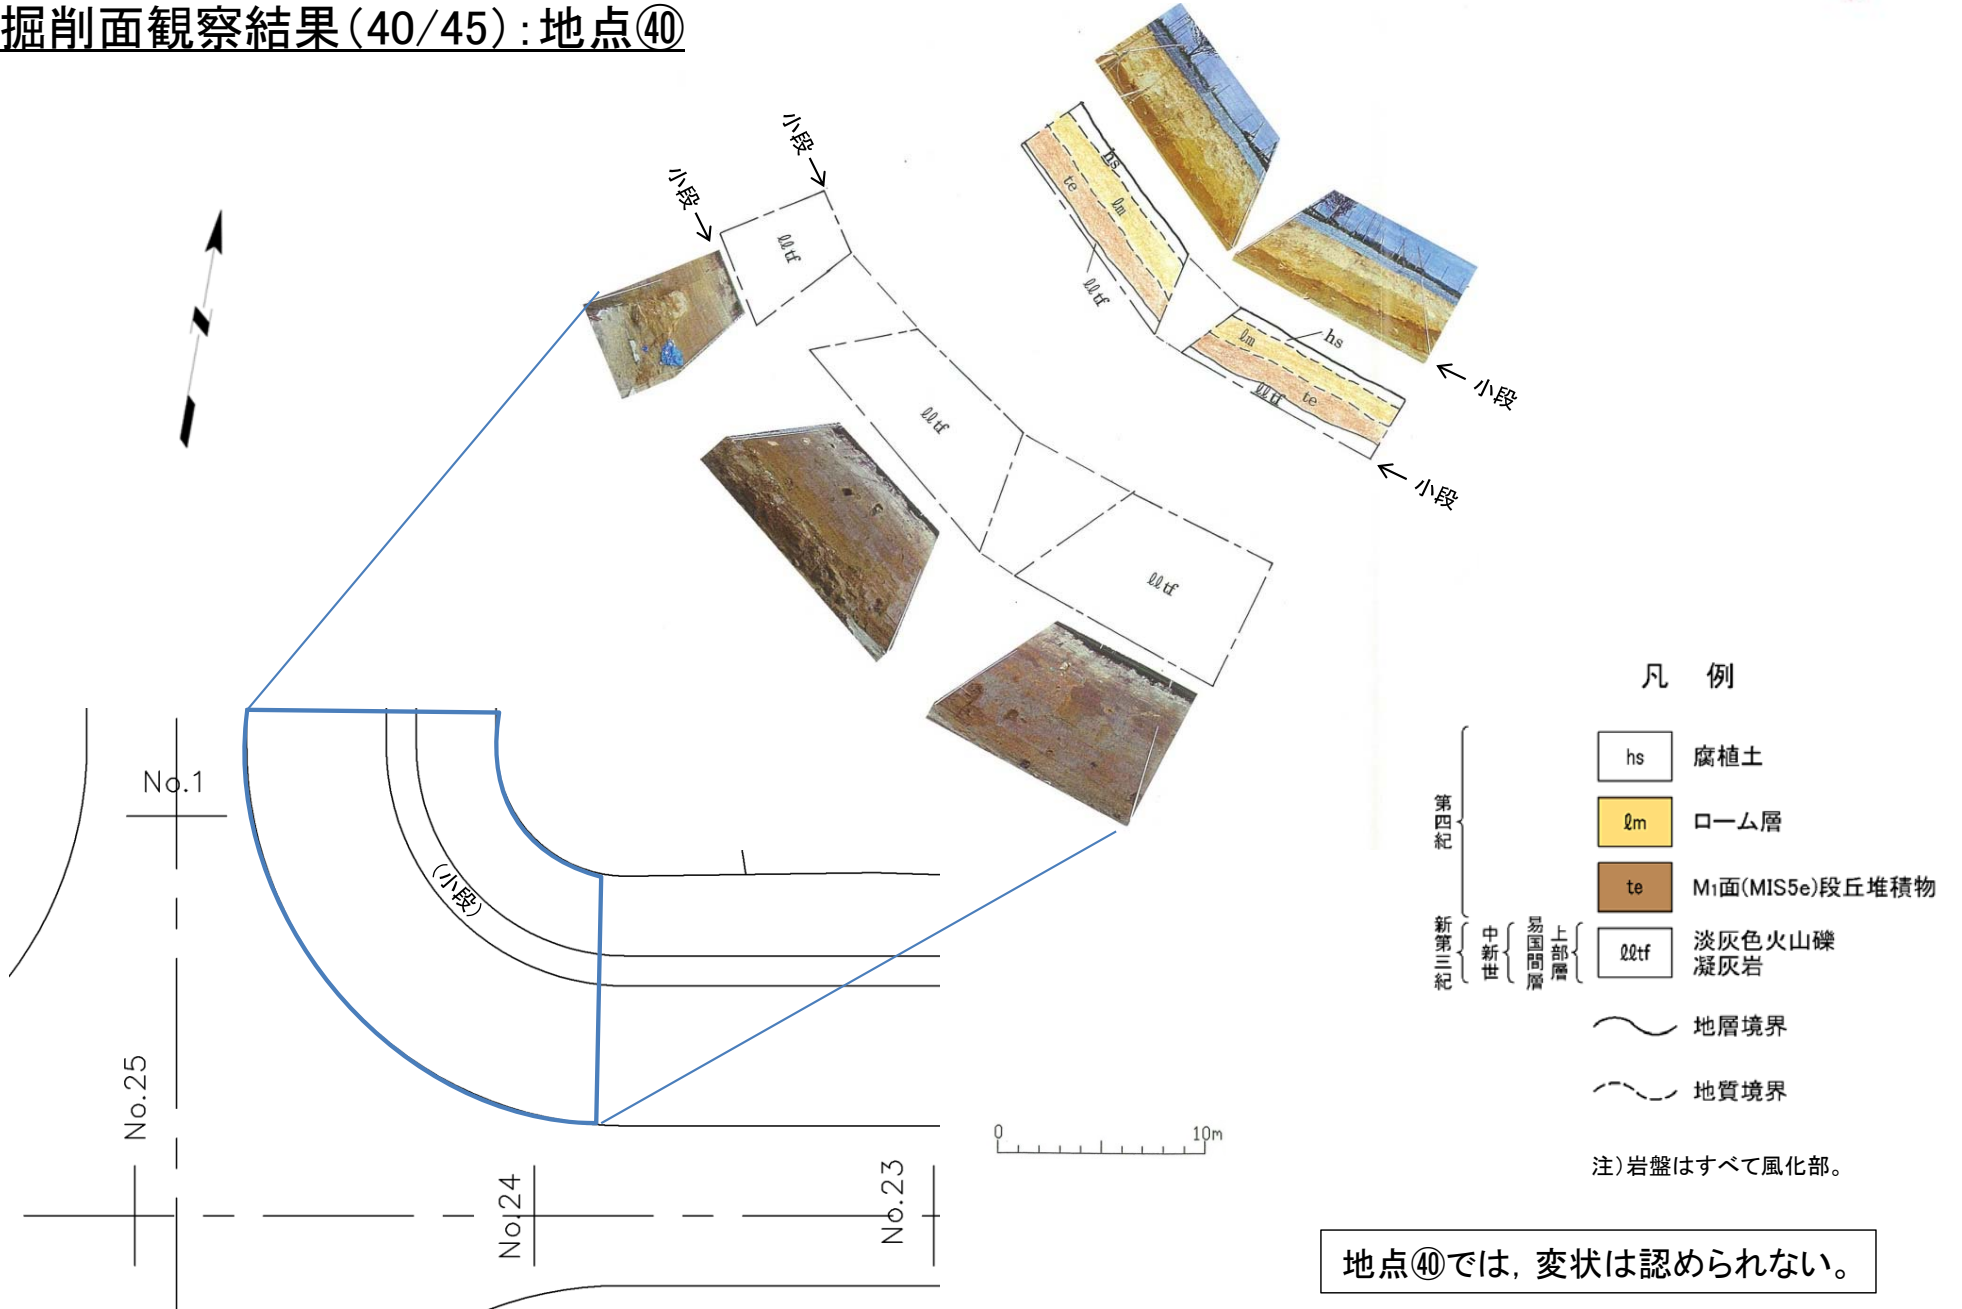 掘削面観察結果（40/45）：地点㊵
小段
小段
hs
te
ℓm
ℓℓtf
ℓℓtf
ℓm
hs
ℓℓtf
te
小段
小段
ℓℓtf
ℓℓtf
No.1
（小段）
No.25
No.24
No.23
0 10m
凡 例
第四紀
hs 腐植土
ℓm ローム層
te M₁面(MIS5e)段丘堆積物
新第三紀 中新世 易国間層 上部層
ℓℓtf 淡灰色火山礫
凝灰岩
地層境界
地質境界
注）岩盤はすべて風化部。
地点㊵では，変状は認められない。